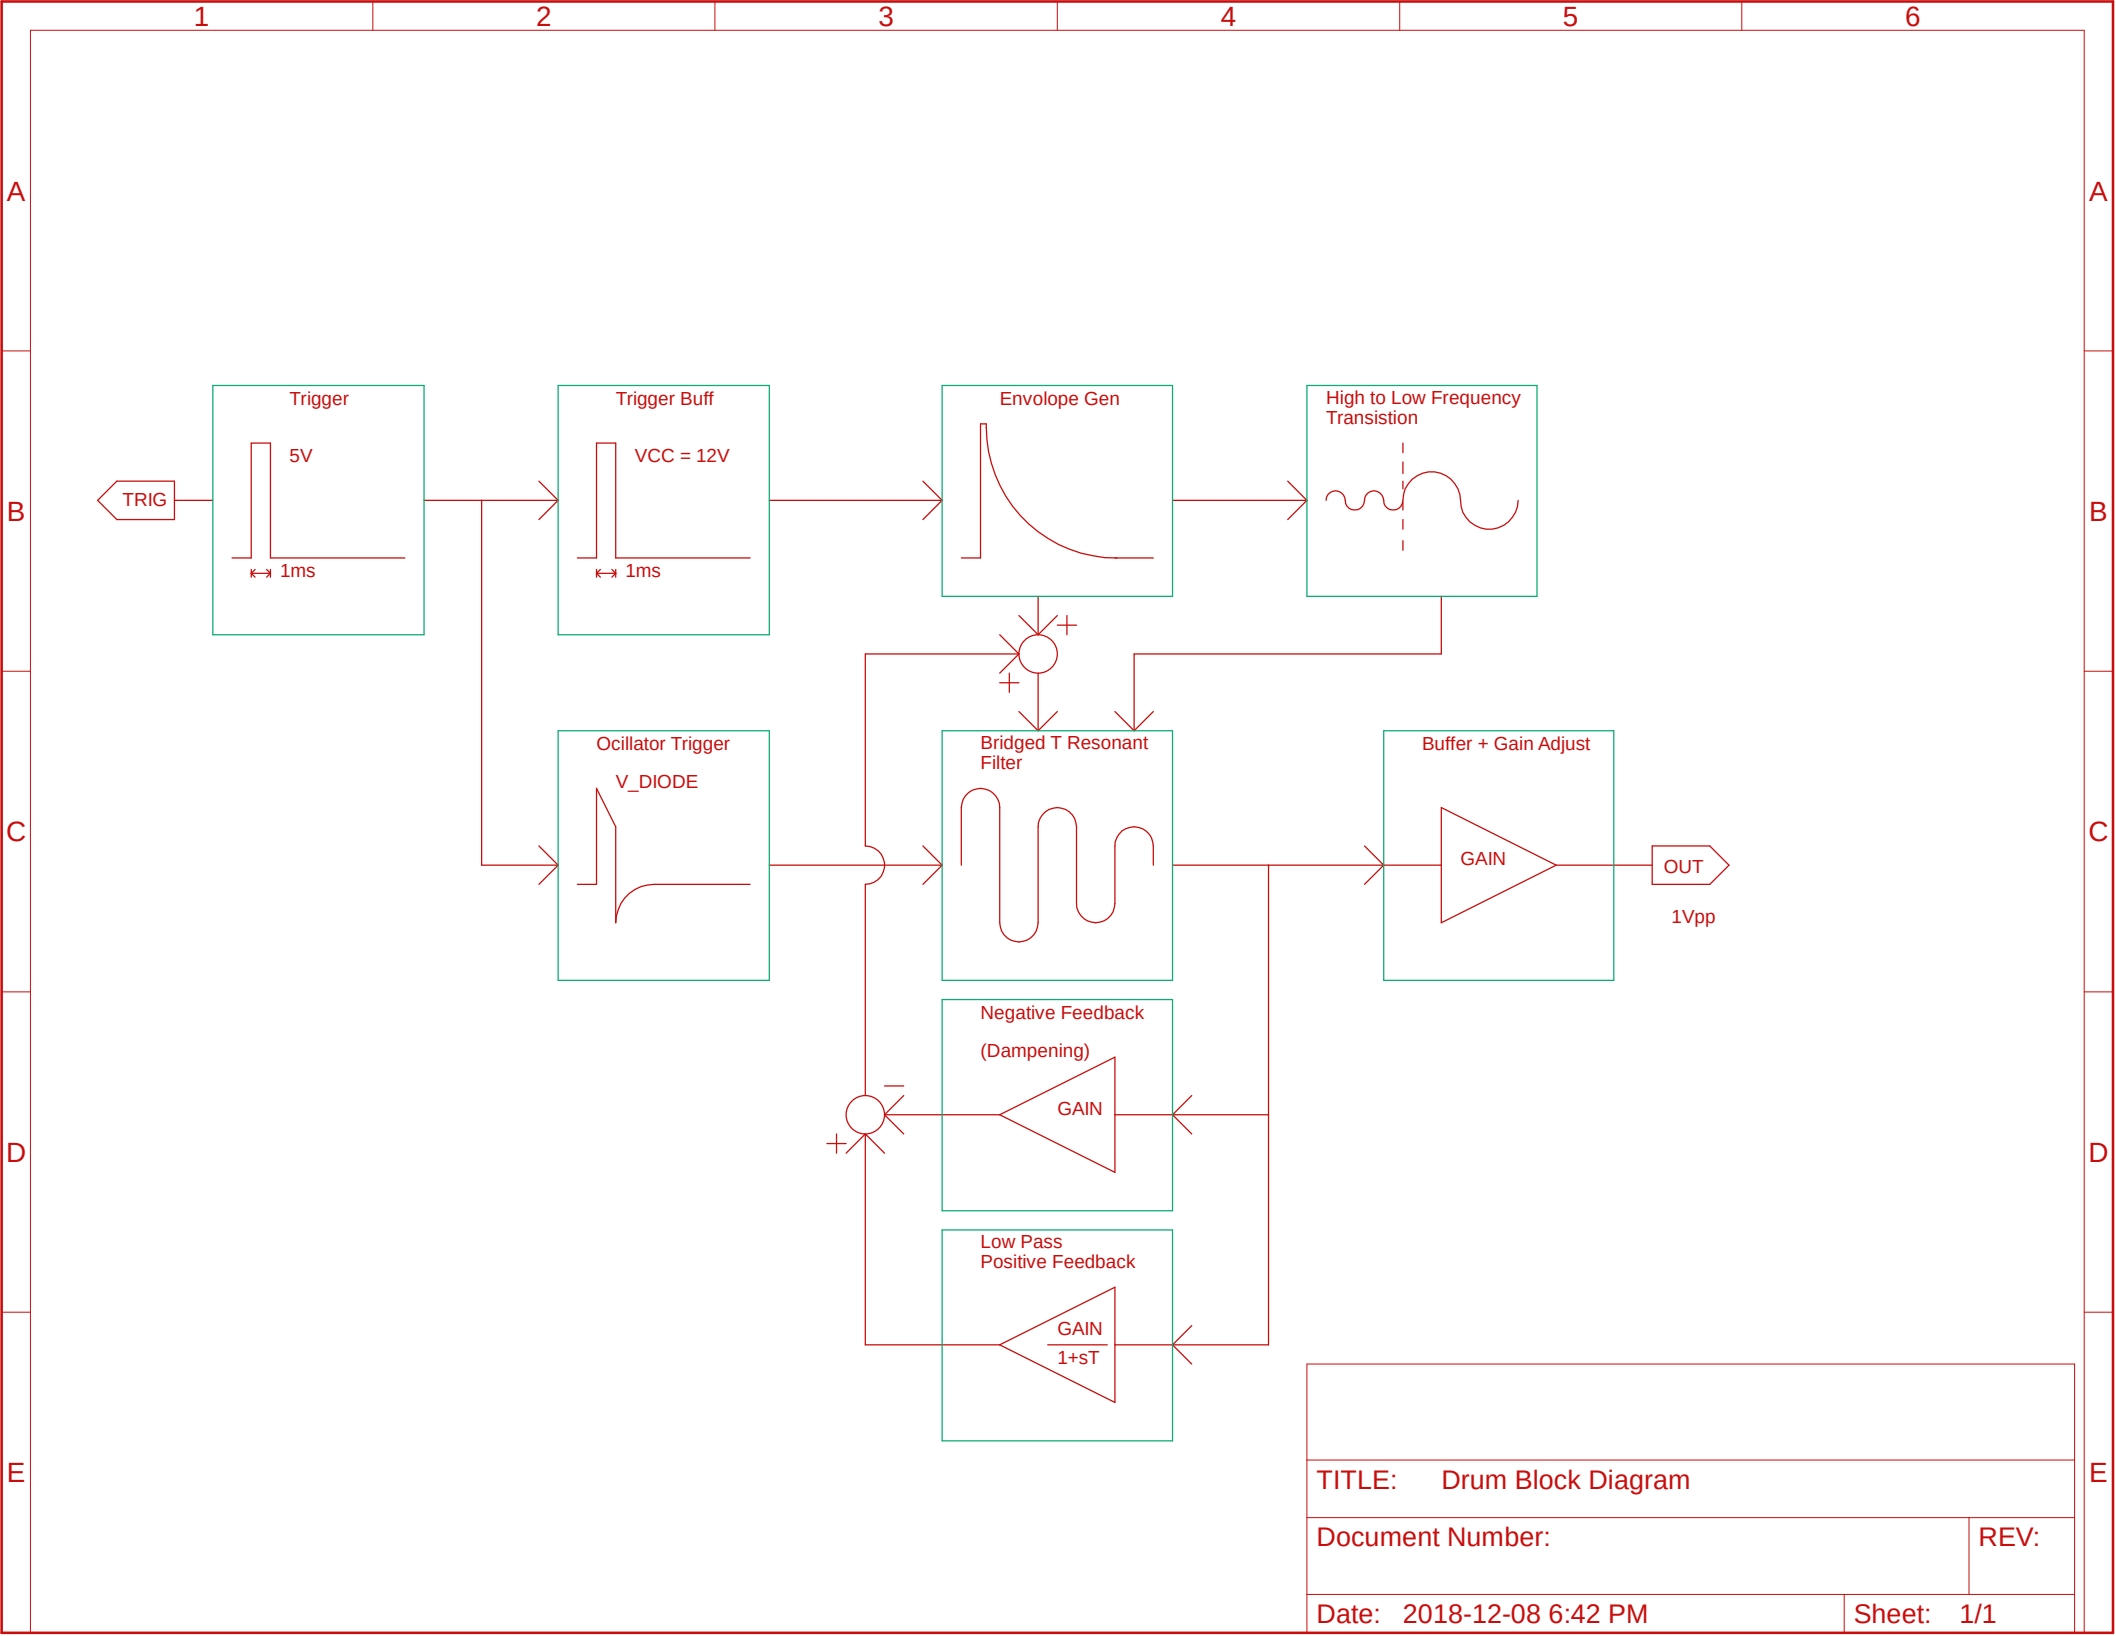 1 2 3 4 5 6
A A
Trigger
5V
1ms
Trigger Buff
VCC = 12V
1ms
Envolope Gen
High to Low Frequency
Transistion
TRIG
B B
+
+
Ocillator Trigger
V_DIODE
Bridged T Resonant
Filter
Buffer + Gain Adjust
GAIN
OUT
1Vpp
C C
Negative Feedback
(Dampening)
GAIN
−
+
D D
Low Pass
Positive Feedback
GAIN
1+sT
E E
TITLE: Drum Block Diagram
Document Number: REV:
Date: 2018-12-08 6:42 PM Sheet: 1/1